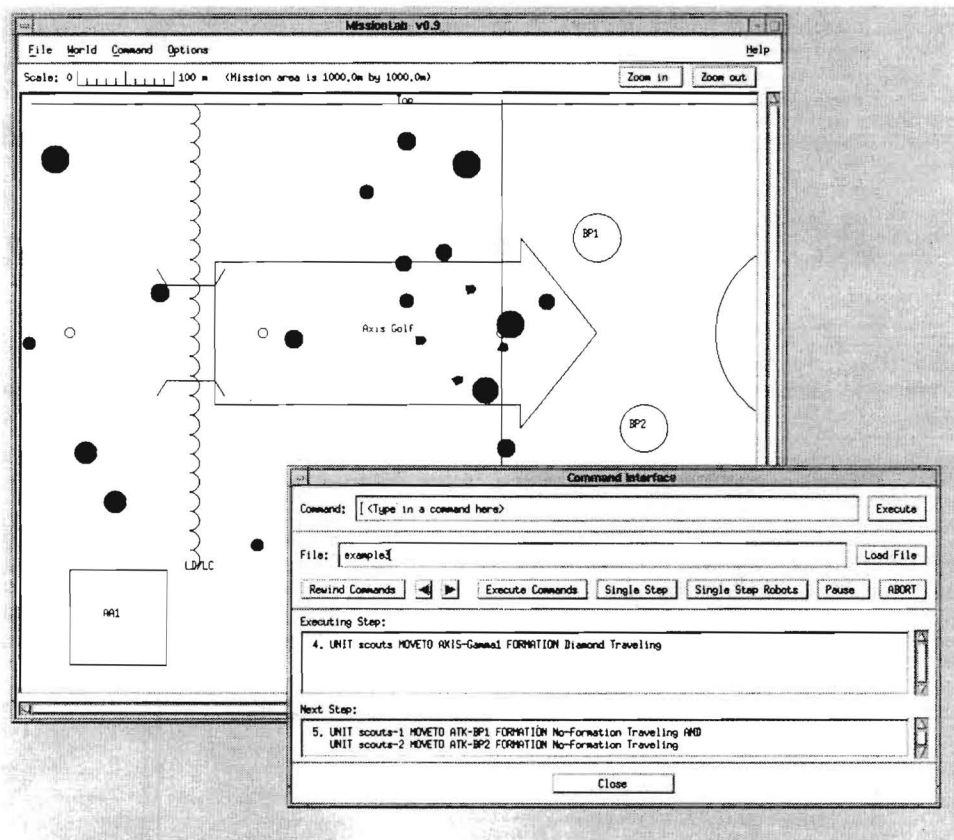 MissionLab v0.9
File World Command Options Help
Scale: 0 100 m (Mission area is 1000.0m by 1000.0m) Zoom in Zoom out
Top
BP1
Axis Golf
BP2
LD/LC
AA1
Command Interface
Command: <Type in a command here> Execute
File: example3 Load File
Rewind Commands Execute Commands Single Step Single Step Robots Pause ABORT
Executing Step:
4. UNIT scouts MOVETO AXIS-Gamma1 FORMATION Diamond Traveling
Next Step:
5. UNIT scouts-1 MOVETO ATK-BP1 FORMATION No-formation Traveling AND
UNIT scouts-2 MOVETO ATK-BP2 FORMATION No-formation Traveling
Close